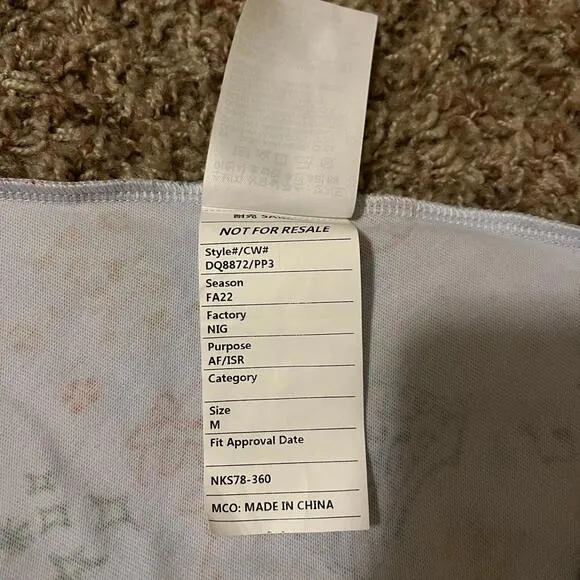 NOT FOR RESALE
Style#/CW#
DQ8872/PP3
Season
FA22
Factory
NIG
Purpose
AF/ISR
Category
Size
M
Fit Approval Date
NKS78-360
MCO: MADE IN CHINA